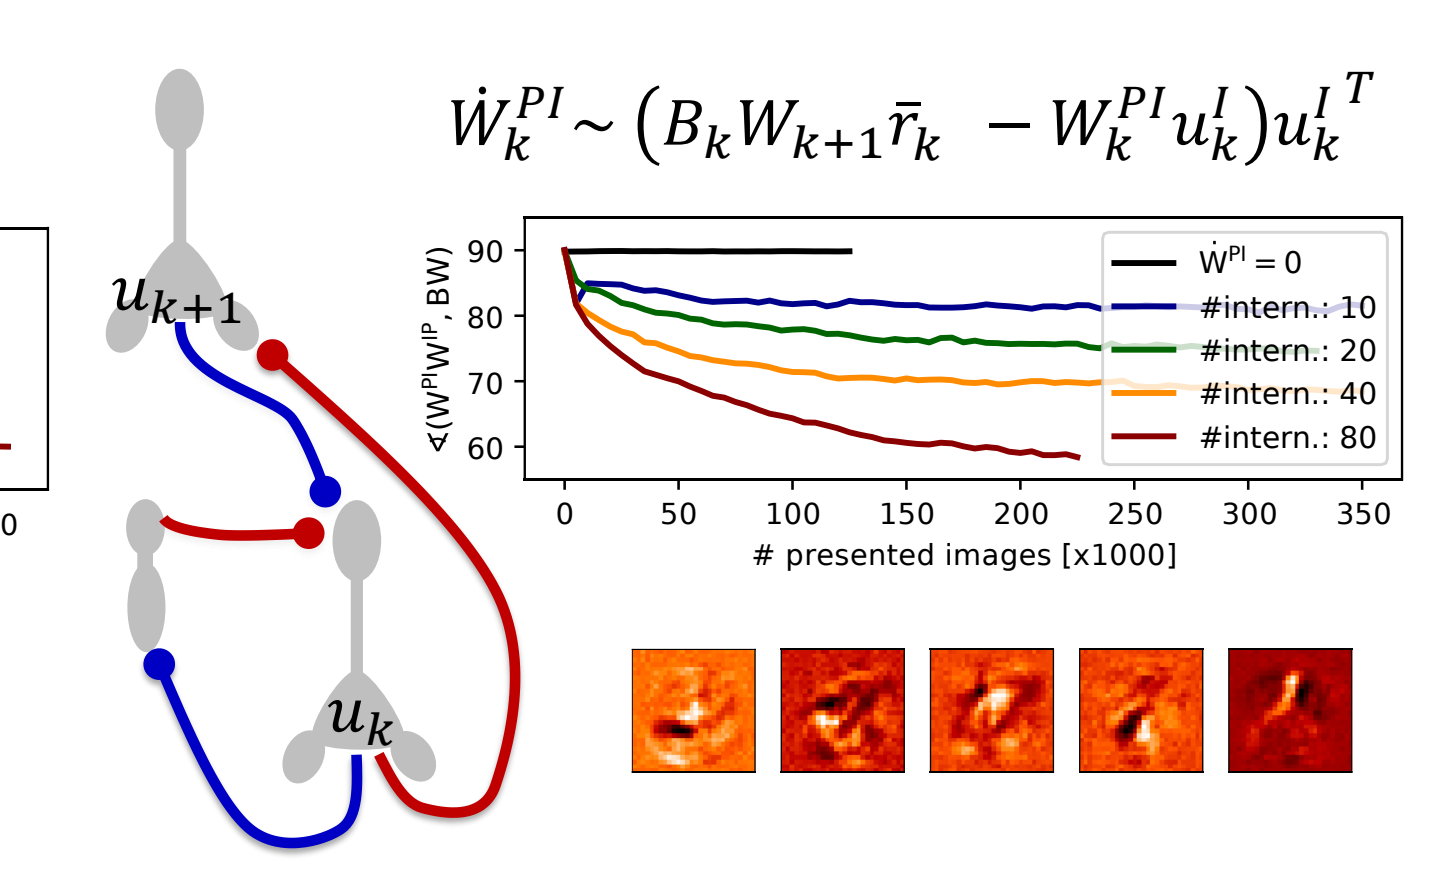 Ẇ_k^{PI} ~ (B_k W_{k+1} r̄_k − W_k^{PI} u_k^I) u_k^{I T}
u_{k+1}
90
80
70
60
∢(W^{PI}W^{IP}, BW)
Ẇ^{PI} = 0
#intern.: 10
#intern.: 20
#intern.: 40
#intern.: 80
0 50 100 150 200 250 300 350
# presented images [x1000]
0
u_k